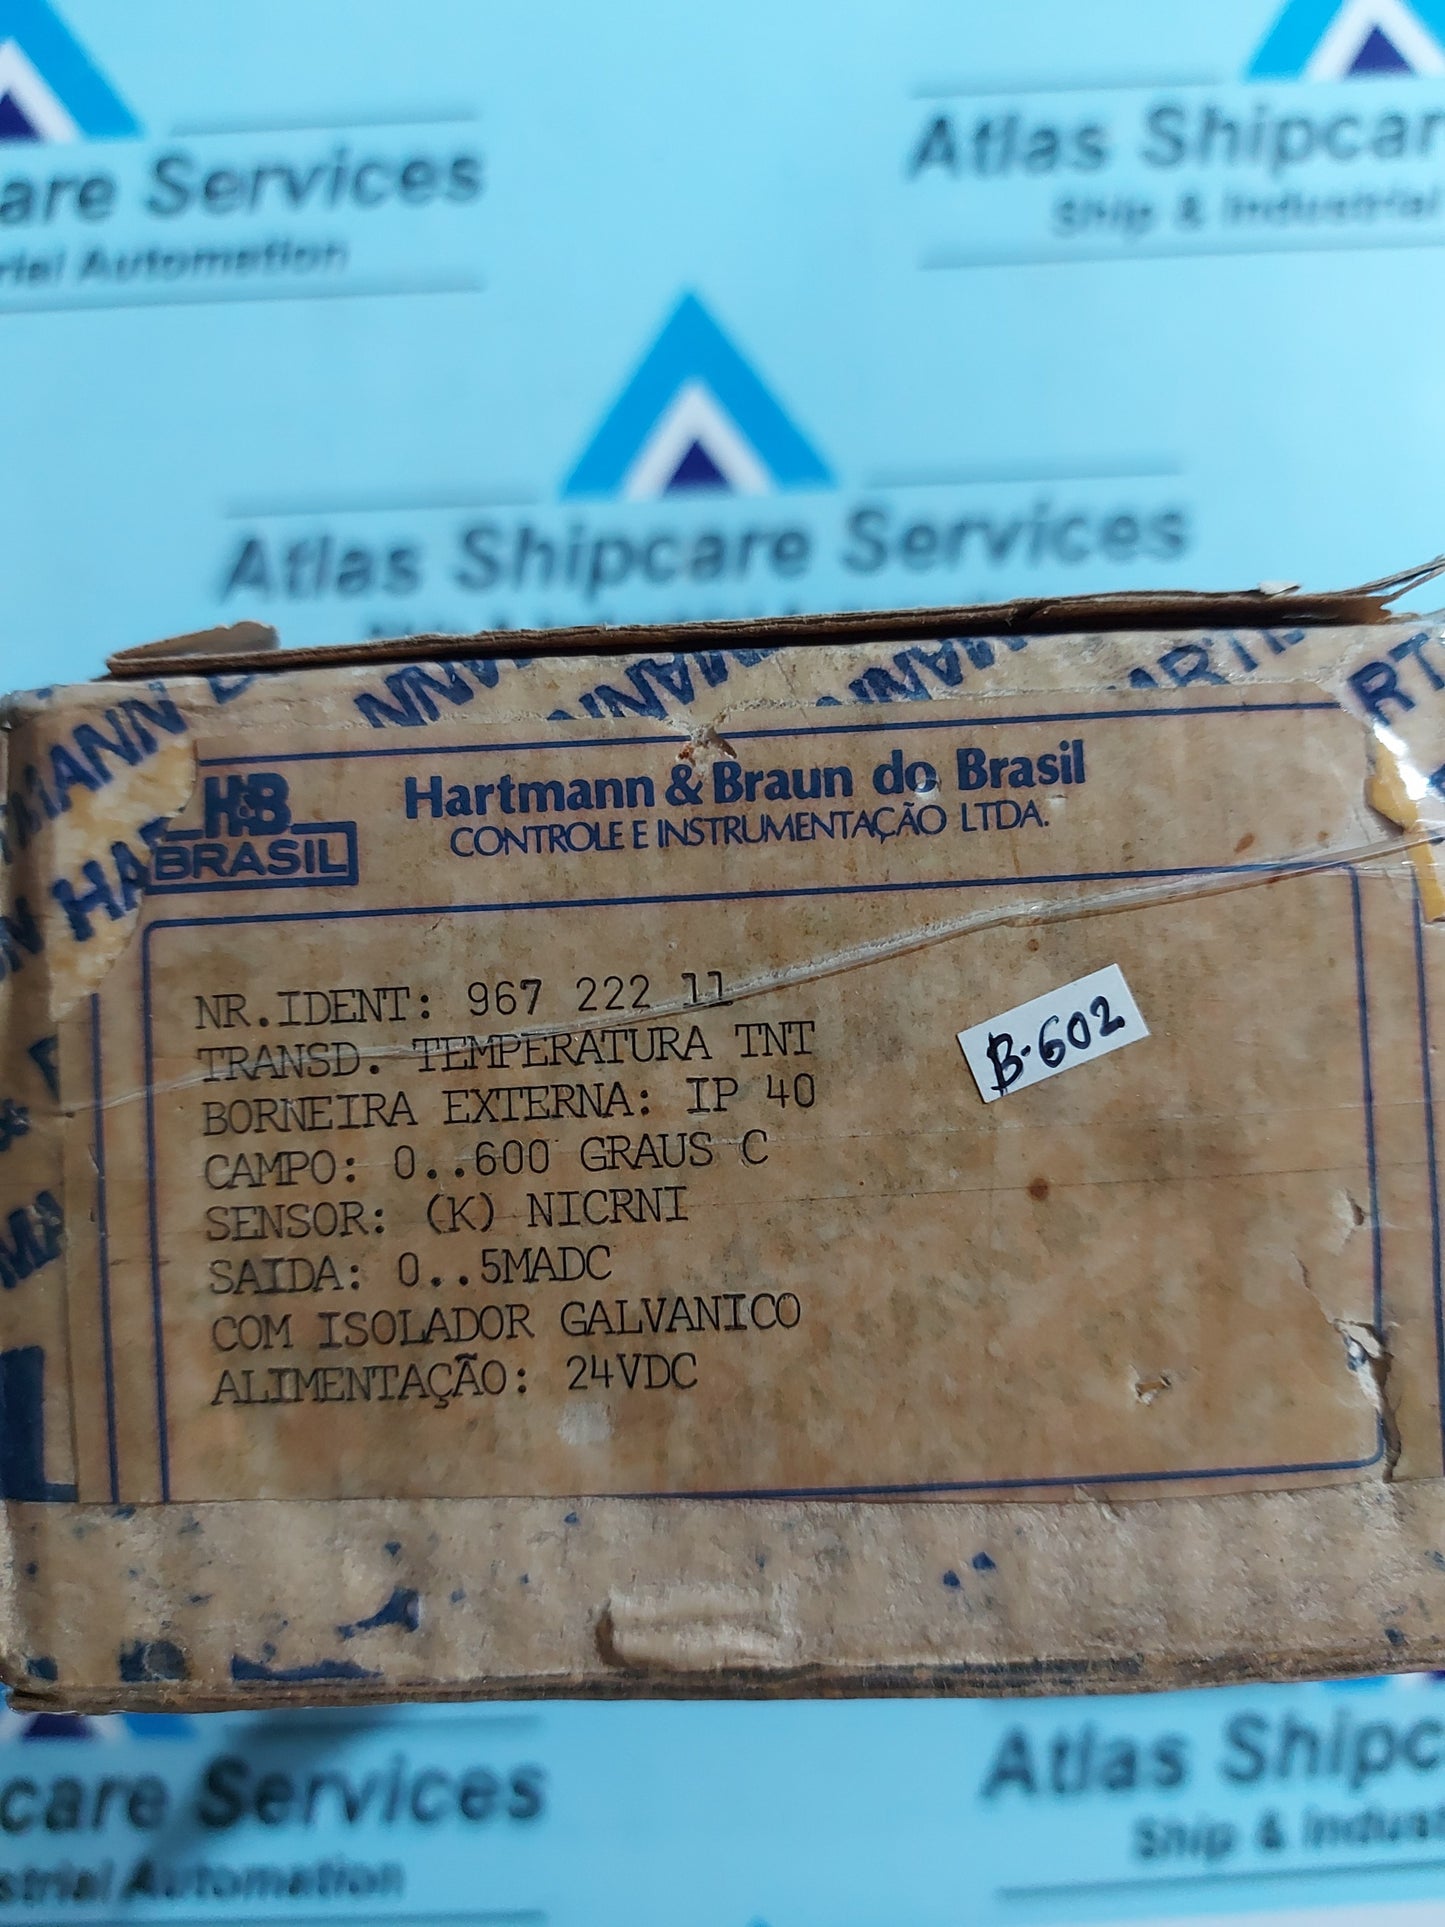 are Services
rial Automation
Atlas Shipcar
Ship & Industrial
Atlas Shipcare Services
MANN
HA
H&B
BRASIL
Hartmann & Braun do Brasil
CONTROLE E INSTRUMENTAÇÃO LTDA.
NR.IDENT: 967 222 11
TRANSD. TEMPERATURA TNT
BORNEIRA EXTERNA: IP 40
CAMPO: 0..600 GRAUS C
SENSOR: (K) NICRNI
SAIDA: 0..5MADC
COM ISOLADOR GALVANICO
ALIMENTAÇÃO: 24VDC
B-602
care Services
strial Automation
Atlas Shipc
Ship & Indust